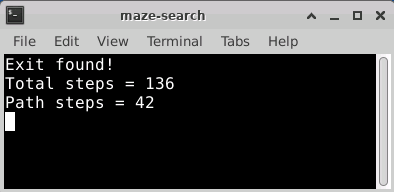 maze-search
File Edit View Terminal Tabs Help
Exit found!
Total steps = 136
Path steps = 42